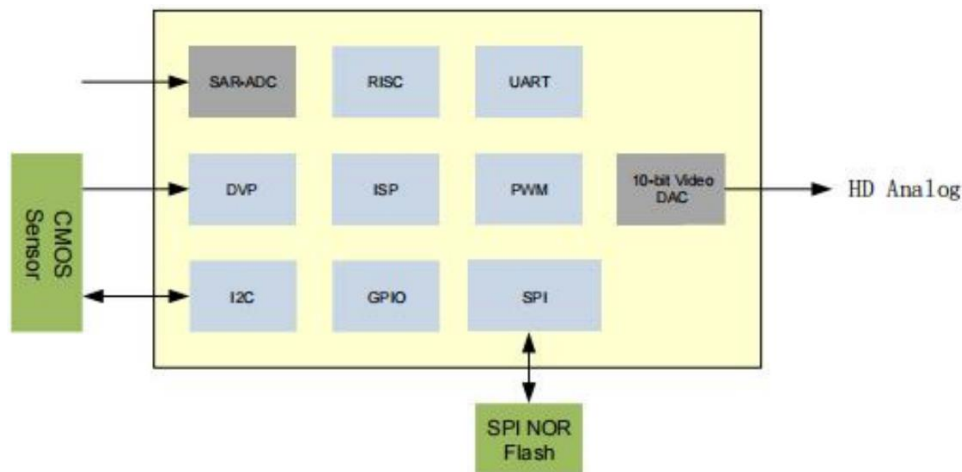 SAR-ADC
RISC
UART
CMOS
Sensor
DVP
ISP
PWM
10-bit Video
DAC
HD Analog
I2C
GPIO
SPI
SPI NOR
Flash